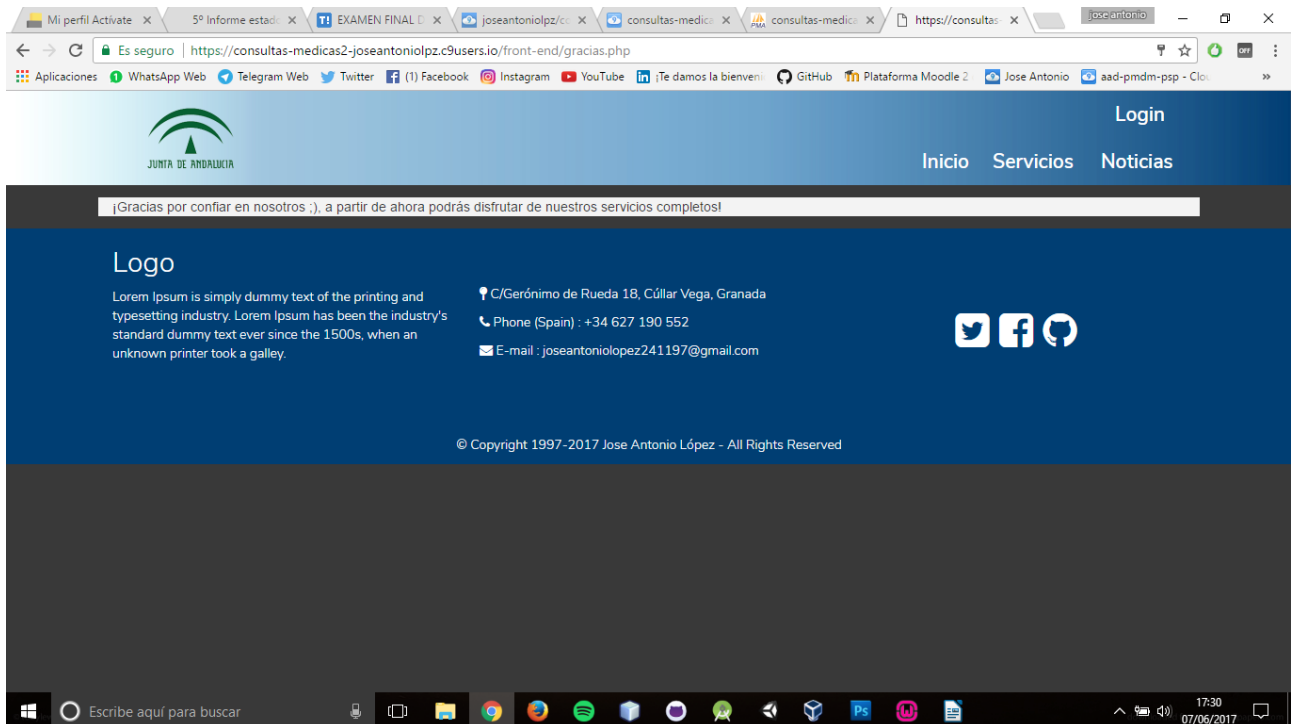 Mi perfil Activate
5º Informe estad
EXAMEN FINAL D
joseantoniolpz/co
consultas-medica
consultas-medica
https://consultas-
jose antonio
Es seguro | https://consultas-medicas2-joseantoniolpz.c9users.io/front-end/gracias.php
OFF
Aplicaciones WhatsApp Web Telegram Web Twitter (1) Facebook Instagram YouTube ¡Te damos la bienveni GitHub Plataforma Moodle 2 Jose Antonio aad-pmdm-psp - Clou »
Login
JUNTA DE ANDALUCIA
Inicio Servicios Noticias
¡Gracias por confiar en nosotros ;), a partir de ahora podrás disfrutar de nuestros servicios completos!
Logo
Lorem Ipsum is simply dummy text of the printing and
typesetting industry. Lorem Ipsum has been the industry's
standard dummy text ever since the 1500s, when an
unknown printer took a galley.
C/Gerónimo de Rueda 18, Cúllar Vega, Granada
Phone (Spain) : +34 627 190 552
E-mail : joseantoniolopez241197@gmail.com
© Copyright 1997-2017 Jose Antonio López - All Rights Reserved
Escribe aquí para buscar
Ps
17:30
07/06/2017